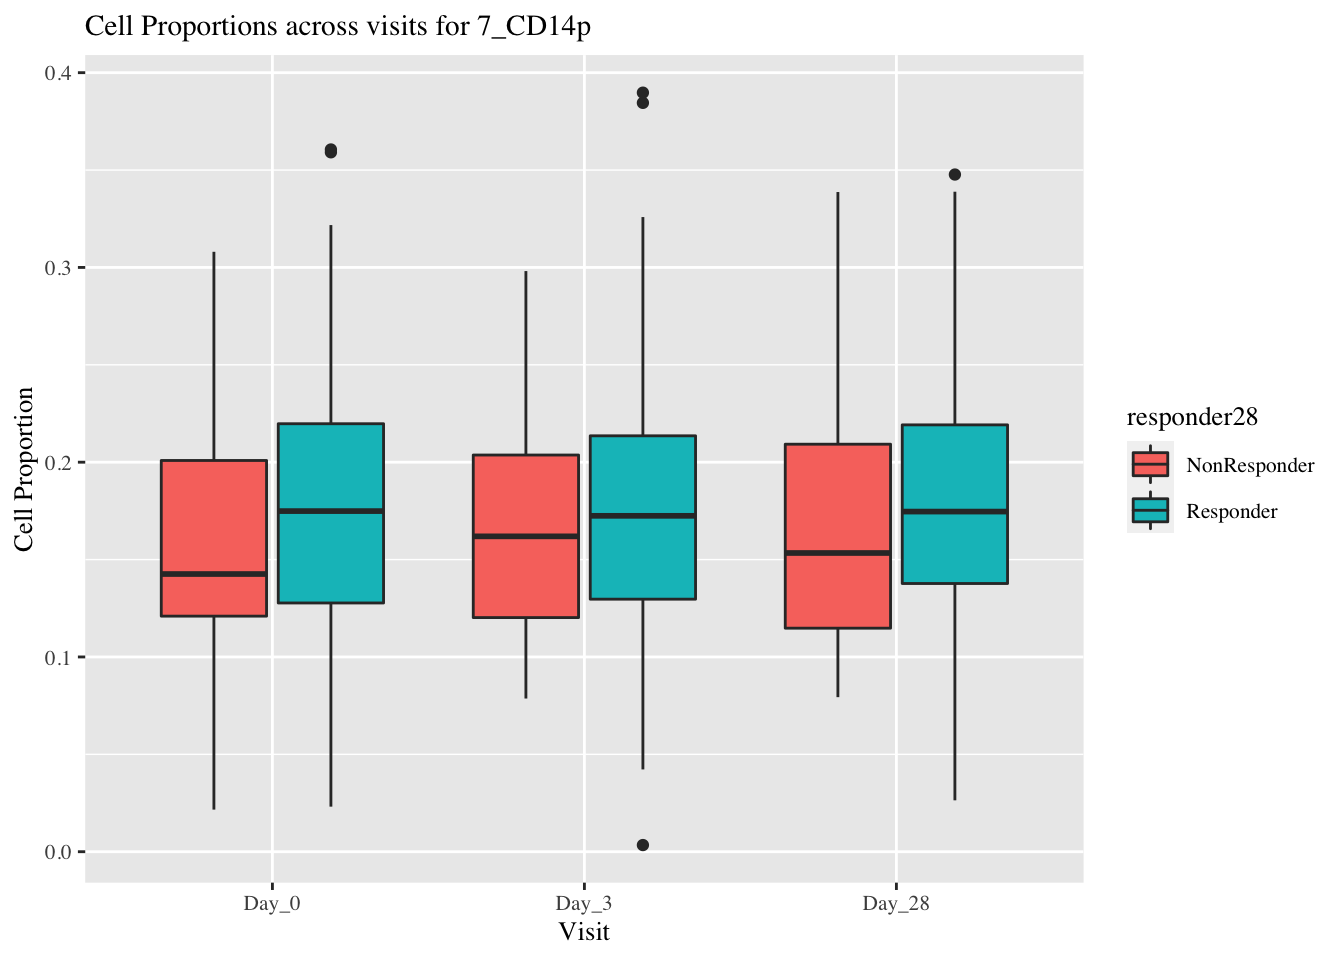 Cell Proportions across visits for 7_CD14p
0.4
0.3
0.2
0.1
0.0
Cell Proportion
Day_0
Day_3
Day_28
Visit
responder28
NonResponder
Responder